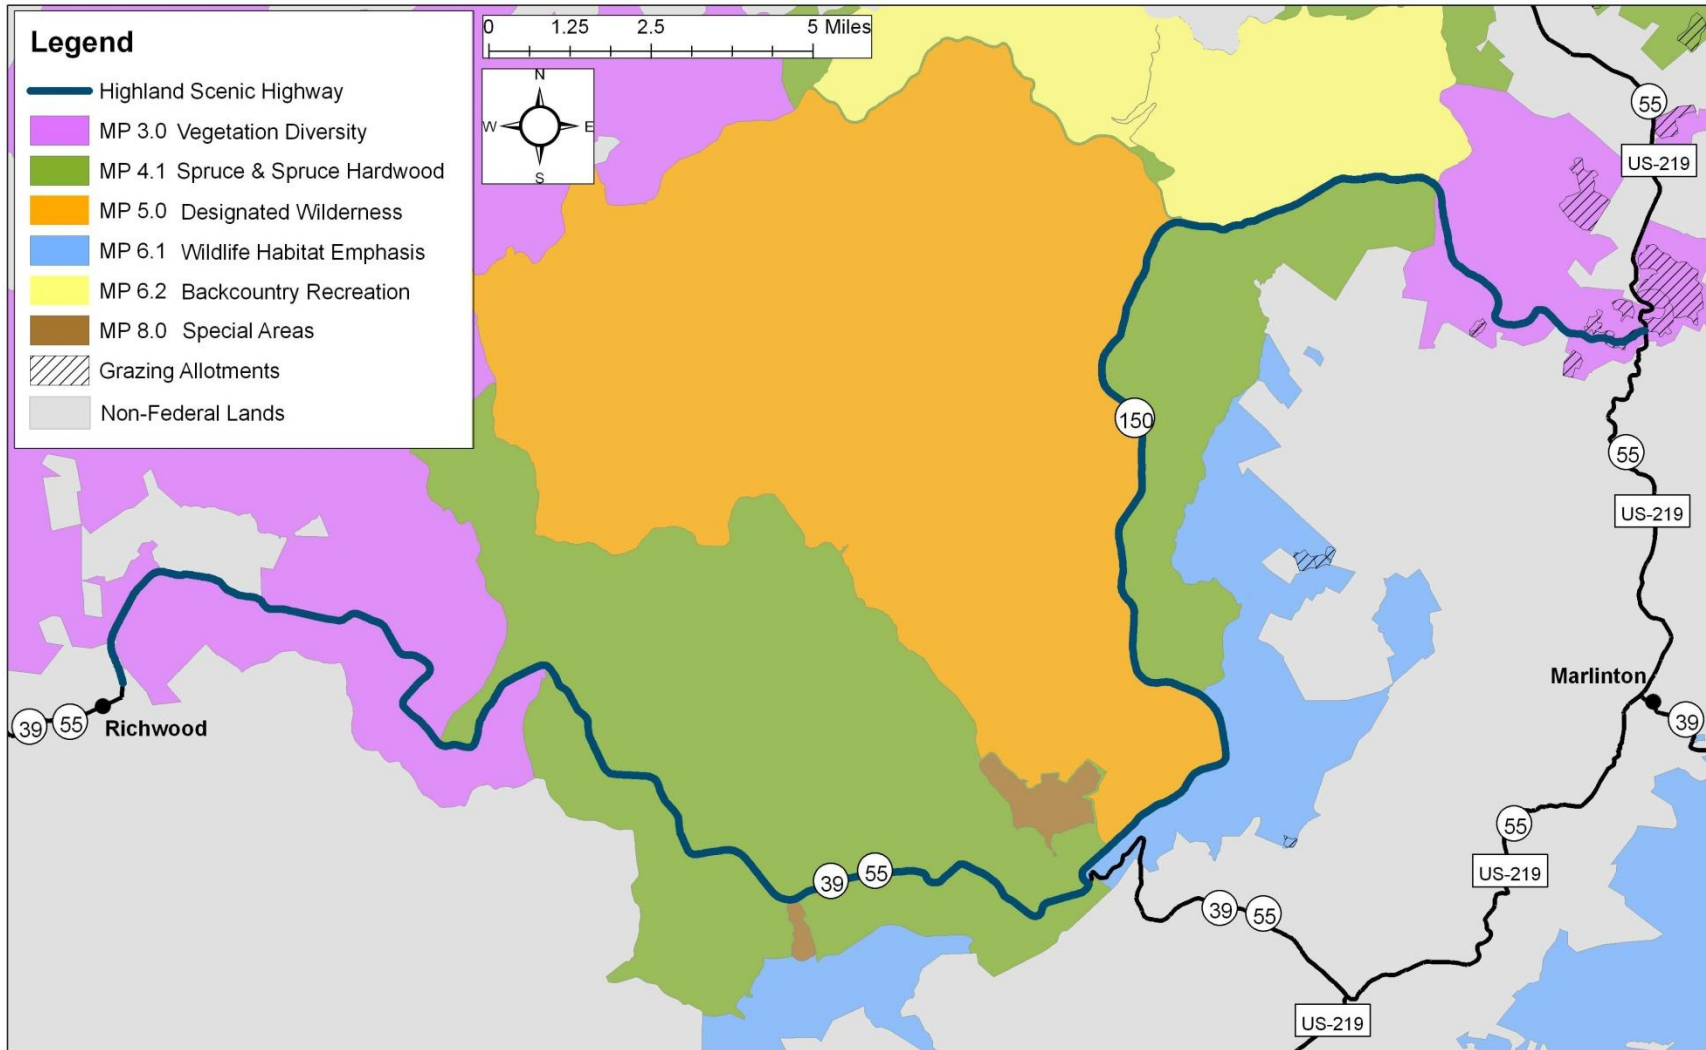 Legend
Highland Scenic Highway
MP 3.0 Vegetation Diversity
MP 4.1 Spruce & Spruce Hardwood
MP 5.0 Designated Wilderness
MP 6.1 Wildlife Habitat Emphasis
MP 6.2 Backcountry Recreation
MP 8.0 Special Areas
Grazing Allotments
Non-Federal Lands
0 1.25 2.5 5 Miles
N
W E
S
55
US-219
150
55
US-219
Marlinton
39
Richwood
39 55
55
US-219
39 55
39 55
US-219